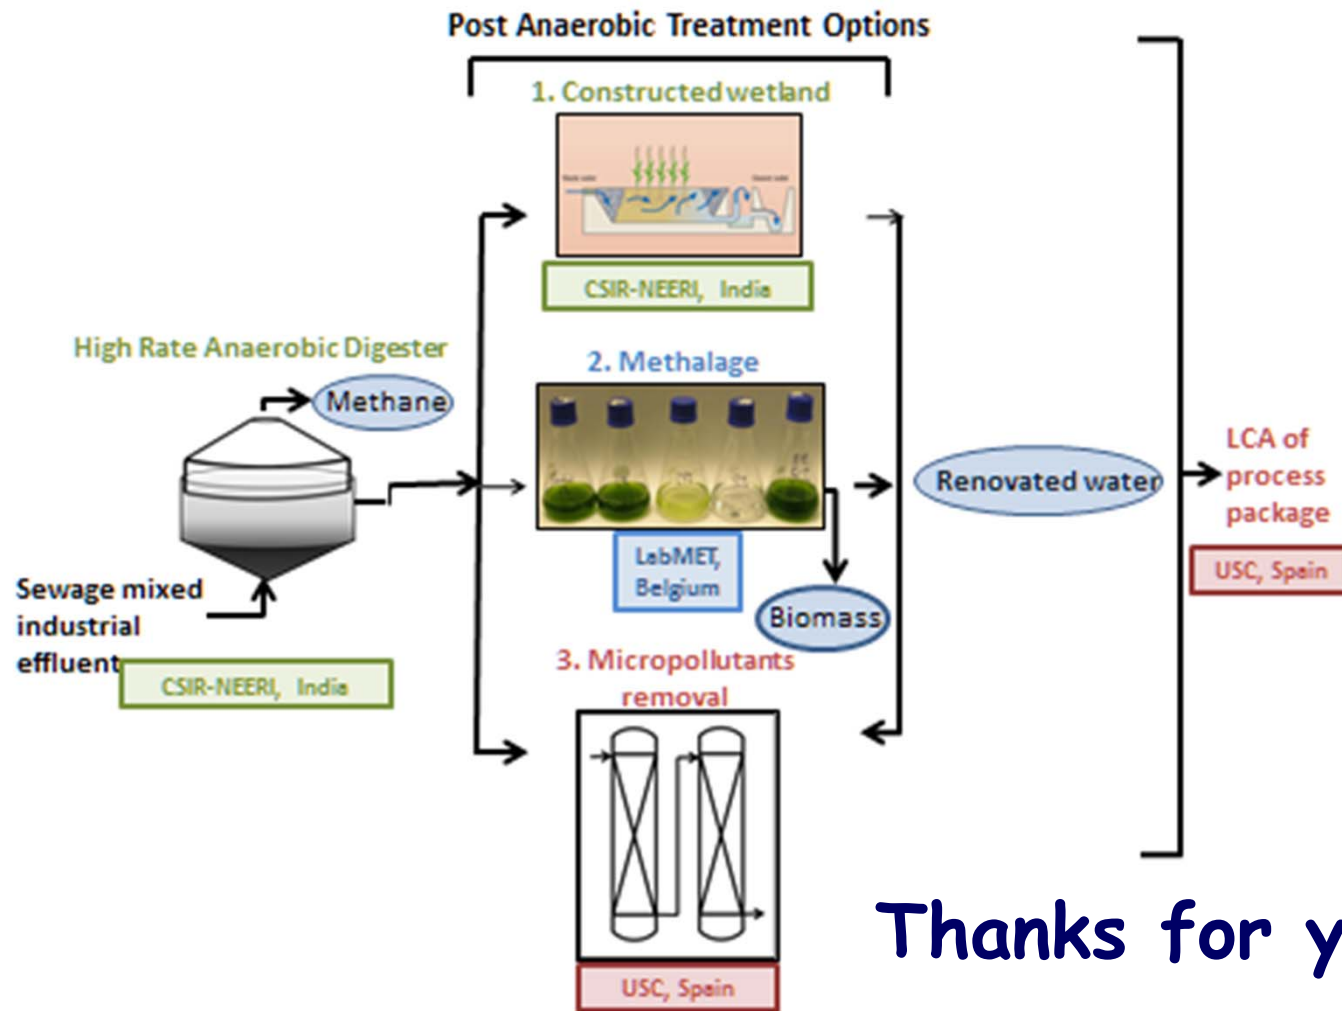 Post Anaerobic Treatment Options
1. Constructed wetland
CSIR-NEERI, India
High Rate Anaerobic Digester
Methane
2. Methalage
LabMET,
Belgium
Biomass
Renovated water
LCA of
process
package
USC, Spain
Sewage mixed
industrial
effluent
CSIR-NEERI, India
3. Micropollutants
removal
USC, Spain
Thanks for y